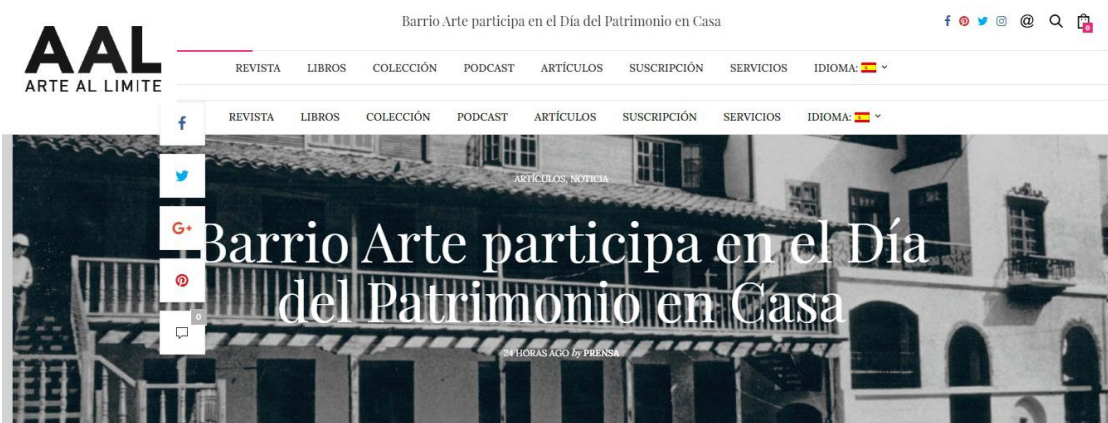 AAL
ARTE AL LIMITE
Barrio Arte participa en el Día del Patrimonio en Casa
f @ 0
REVISTA LIBROS COLECCIÓN PODCAST ARTÍCULOS SUSCRIPCIÓN SERVICIOS IDIOMA:
REVISTA LIBROS COLECCIÓN PODCAST ARTÍCULOS SUSCRIPCIÓN SERVICIOS IDIOMA:
f
G+
0
ARTÍCULOS, NOTICIA
Barrio Arte participa en el Día
del Patrimonio en Casa
24 HORAS AGO by PRENSA